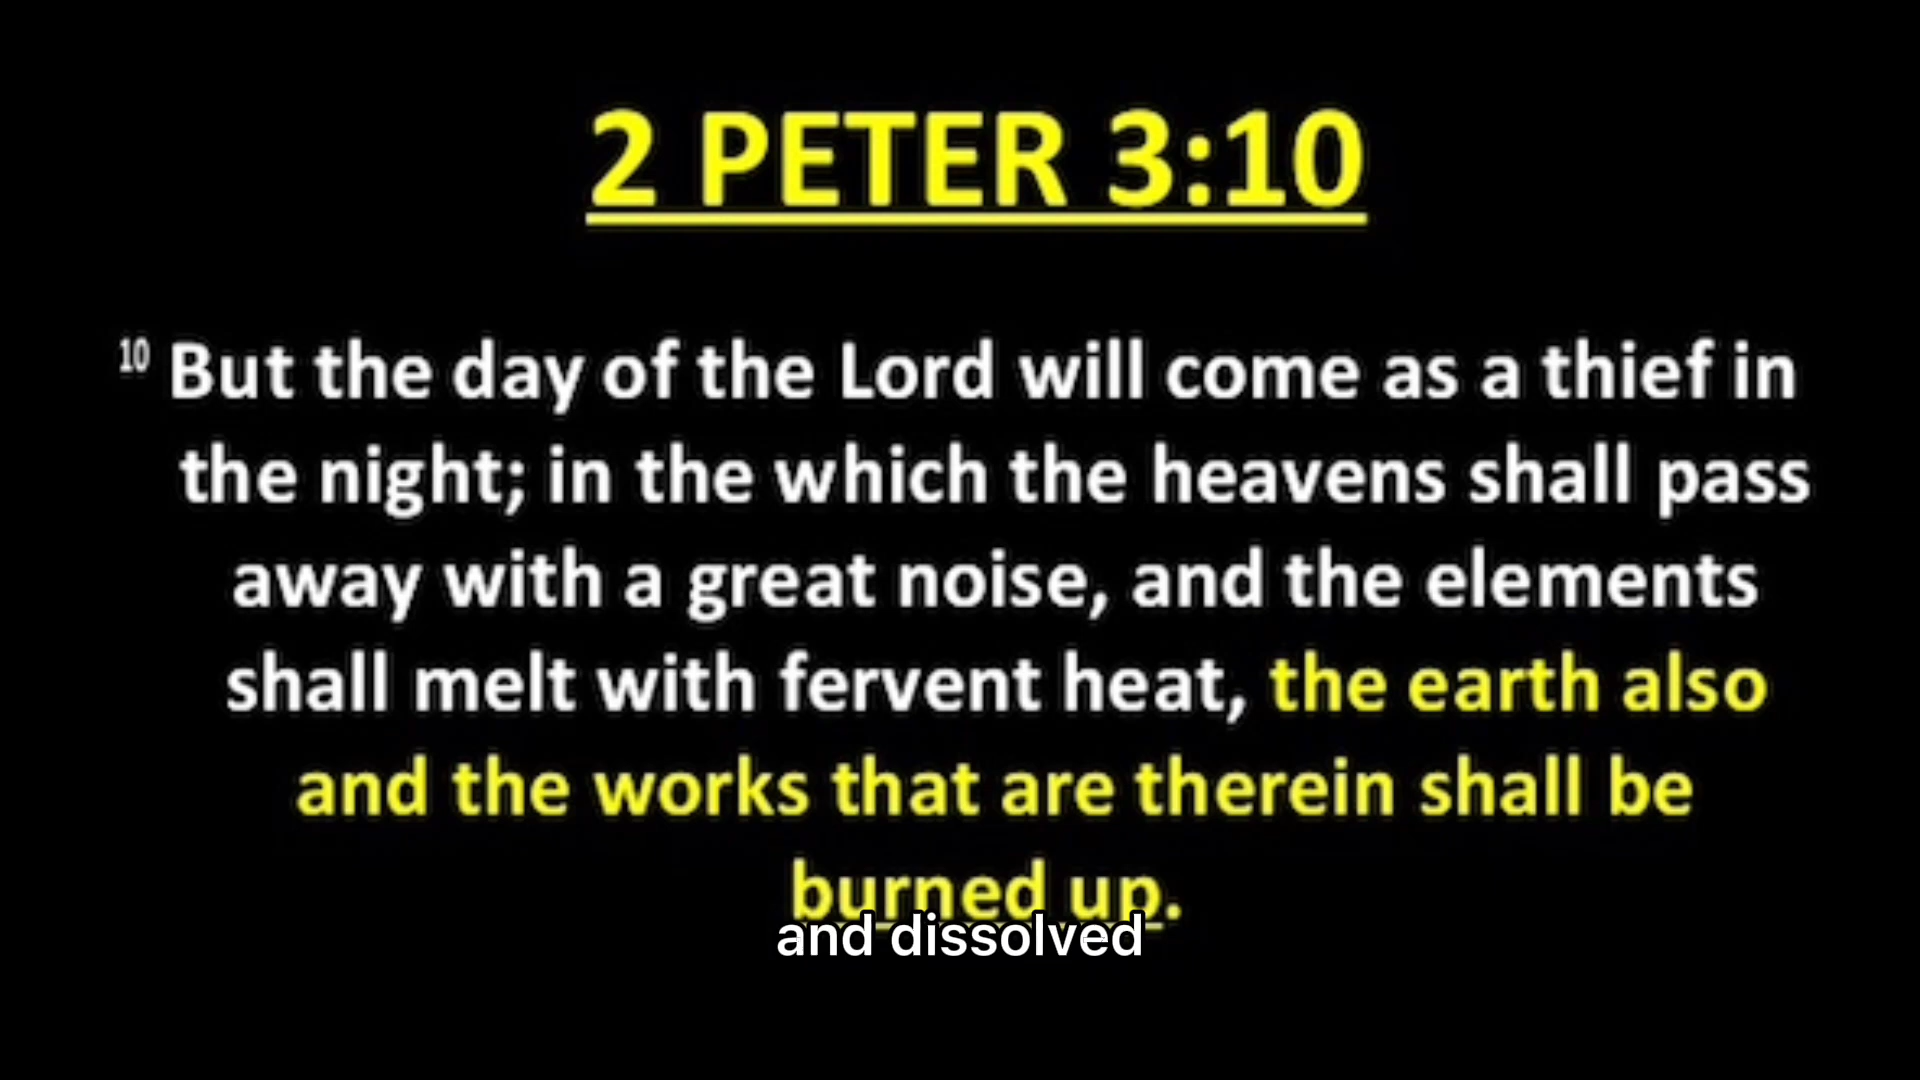 2 PETER 3:10
10 But the day of the Lord will come as a thief in
the night; in the which the heavens shall pass
away with a great noise, and the elements
shall melt with fervent heat, the earth also
and the works that are therein shall be
burned up.
and dissolved